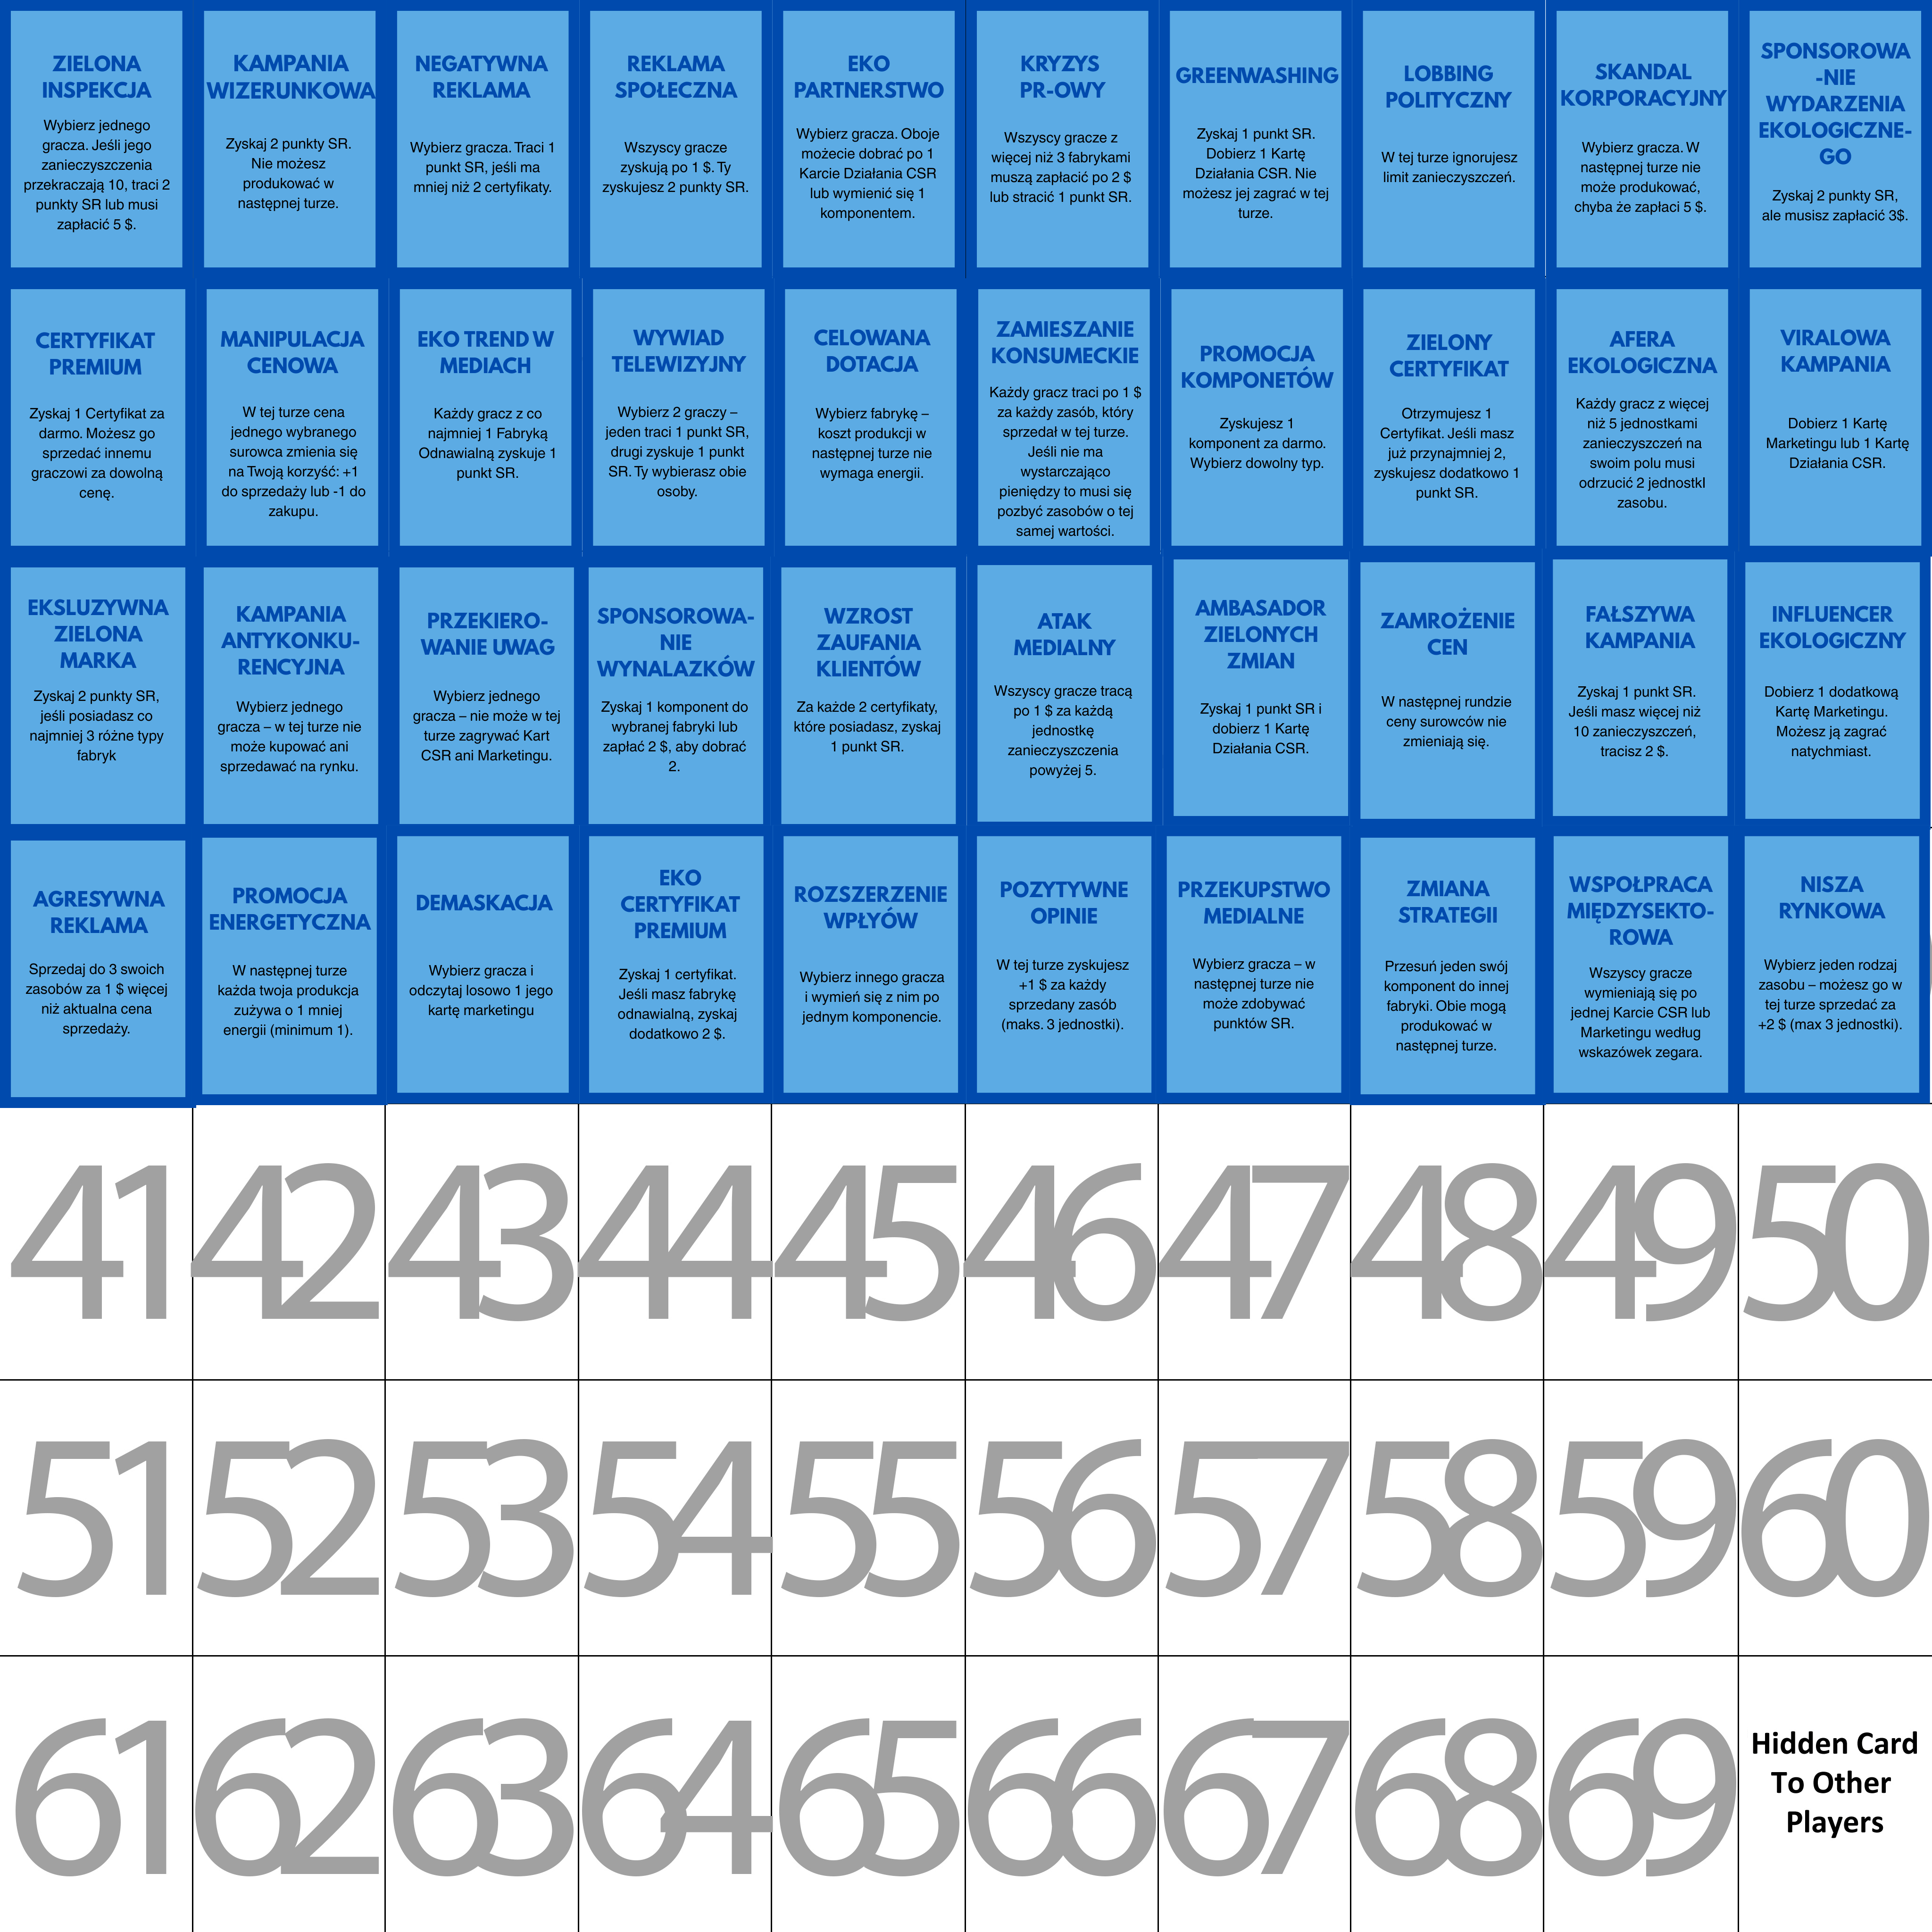 ZIELONA
INSPEKCJA
Wybierz jednego
gracza. Jeśli jego
zanieczyszczenia
przekraczają 10, traci 2
punkty SR lub musi
zapłacić 5 $.
KAMPANIA
WIZERUNKOWA
Zyskaj 2 punkty SR.
Nie możesz
produkować w
następnej turze.
NEGATYWNA
REKLAMA
Wybierz gracza. Traci 1
punkt SR, jeśli ma
mniej niż 2 certyfikaty.
REKLAMA
SPOŁECZNA
Wszyscy gracze
zyskują po 1 $. Ty
zyskujesz 2 punkty SR.
EKO
PARTNERSTWO
Wybierz gracza. Oboje
możecie dobrać po 1
Karcie Działania CSR
lub wymienić się 1
komponentem.
KRYZYS
PR-OWY
Wszyscy gracze z
więcej niż 3 fabrykami
muszą zapłacić po 2 $
lub stracić 1 punkt SR.
GREENWASHING
Zyskaj 1 punkt SR.
Dobierz 1 Kartę
Działania CSR. Nie
możesz jej zagrać w tej
turze.
LOBBING
POLITYCZNY
W tej turze ignorujesz
limit zanieczyszczeń.
SKANDAL
KORPORACYJNY
Wybierz gracza. W
następnej turze nie
może produkować,
chyba że zapłaci 5 $.
SPONSOROWA
-NIE
WYDARZENIA
EKOLOGICZNE-
GO
Zyskaj 2 punkty SR,
ale musisz zapłacić 3$.
CERTYFIKAT
PREMIUM
Zyskaj 1 Certyfikat za
darmo. Możesz go
sprzedać innemu
graczowi za dowolną
cenę.
MANIPULACJA
CENOWA
W tej turze cena
jednego wybranego
surowca zmienia się
na Twoją korzyść: +1
do sprzedaży lub -1 do
zakupu.
EKO TREND W
MEDIACH
Każdy gracz z co
najmniej 1 Fabryką
Odnawialną zyskuje 1
punkt SR.
WYWIAD
TELEWIZYJNY
Wybierz 2 graczy –
jeden traci 1 punkt SR,
drugi zyskuje 1 punkt
SR. Ty wybierasz obie
osoby.
CELOWANA
DOTACJA
Wybierz fabrykę –
koszt produkcji w
następnej turze nie
wymaga energii.
ZAMIESZANIE
KONSUMECKIE
Każdy gracz traci po 1 $
za każdy zasób, który
sprzedał w tej turze.
Jeśli nie ma
wystarczająco
pieniędzy to musi się
pozbyć zasobów o tej
samej wartości.
PROMOCJA
KOMPONETÓW
Zyskujesz 1
komponent za darmo.
Wybierz dowolny typ.
ZIELONY
CERTYFIKAT
Otrzymujesz 1
Certyfikat. Jeśli masz
już przynajmniej 2,
zyskujesz dodatkowo 1
punkt SR.
AFERA
EKOLOGICZNA
Każdy gracz z więcej
niż 5 jednostkami
zanieczyszczeń na
swoim polu musi
odrzucić 2 jednostkI
zasobu.
VIRALOWA
KAMPANIA
Dobierz 1 Kartę
Marketingu lub 1 Kartę
Działania CSR.
EKSLUZYWNA
ZIELONA
MARKA
Zyskaj 2 punkty SR,
jeśli posiadasz co
najmniej 3 różne typy
fabryk
KAMPANIA
ANTYKONKU-
RENCYJNA
Wybierz jednego
gracza – w tej turze nie
może kupować ani
sprzedawać na rynku.
PRZEKIERO-
WANIE UWAG
Wybierz jednego
gracza – nie może w tej
turze zagrywać Kart
CSR ani Marketingu.
SPONSOROWA-
NIE
WYNALAZKÓW
Zyskaj 1 komponent do
wybranej fabryki lub
zapłać 2 $, aby dobrać
2.
WZROST
ZAUFANIA
KLIENTÓW
Za każde 2 certyfikaty,
które posiadasz, zyskaj
1 punkt SR.
ATAK
MEDIALNY
Wszyscy gracze tracą
po 1 $ za każdą
jednostkę
zanieczyszczenia
powyżej 5.
AMBASADOR
ZIELONYCH
ZMIAN
Zyskaj 1 punkt SR i
dobierz 1 Kartę
Działania CSR.
ZAMROŻENIE
CEN
W następnej rundzie
ceny surowców nie
zmieniają się.
FAŁSZYWA
KAMPANIA
Zyskaj 1 punkt SR.
Jeśli masz więcej niż
10 zanieczyszczeń,
tracisz 2 $.
INFLUENCER
EKOLOGICZNY
Dobierz 1 dodatkową
Kartę Marketingu.
Możesz ją zagrać
natychmiast.
AGRESYWNA
REKLAMA
Sprzedaj do 3 swoich
zasobów za 1 $ więcej
niż aktualna cena
sprzedaży.
PROMOCJA
ENERGETYCZNA
W następnej turze
każda twoja produkcja
zużywa o 1 mniej
energii (minimum 1).
DEMASKACJA
Wybierz gracza i
odczytaj losowo 1 jego
kartę marketingu
EKO
CERTYFIKAT
PREMIUM
Zyskaj 1 certyfikat.
Jeśli masz fabrykę
odnawialną, zyskaj
dodatkowo 2 $.
ROZSZERZENIE
WPŁYÓW
Wybierz innego gracza
i wymień się z nim po
jednym komponencie.
POZYTYWNE
OPINIE
W tej turze zyskujesz
+1 $ za każdy
sprzedany zasób
(maks. 3 jednostki).
PRZEKUPSTWO
MEDIALNE
Wybierz gracza – w
następnej turze nie
może zdobywać
punktów SR.
ZMIANA
STRATEGII
Przesuń jeden swój
komponent do innej
fabryki. Obie mogą
produkować w
następnej turze.
WSPOŁPRACA
MIĘDZYSEKTO-
ROWA
Wszyscy gracze
wymieniają się po
jednej Karcie CSR lub
Marketingu według
wskazówek zegara.
NISZA
RYNKOWA
Wybierz jeden rodzaj
zasobu – możesz go w
tej turze sprzedać za
+2 $ (max 3 jednostki).
41 42 43 44 45 46 47 48 49 50
51 52 53 54 55 56 57 58 59 60
61 62 63 64 65 66 67 68 69
Hidden Card
To Other
Players